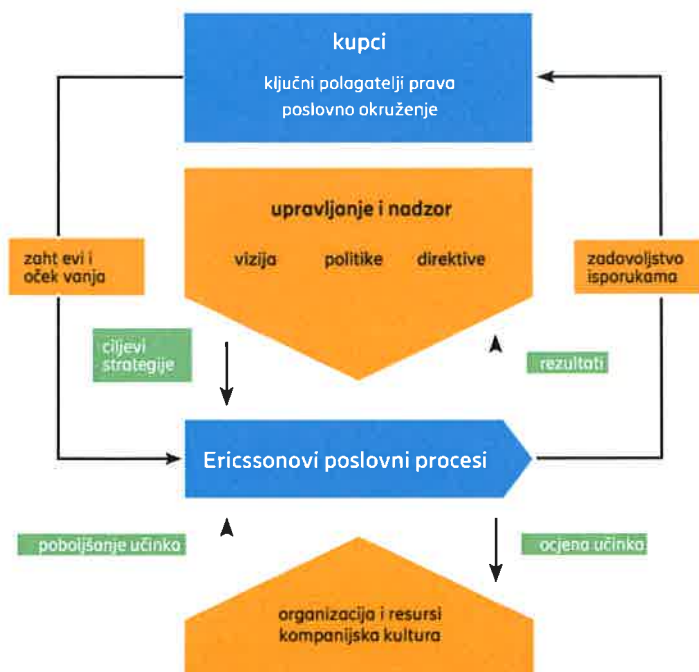 kupci
ključni polagatelji prava
poslovno okruženje
upravljanje i nadzor
vizija politike direktive
zaht evi i
oček vanja
zadovoljstvo
isporukama
ciljevi
strategije
rezultati
Ericssonovi poslovni procesi
poboljšanje učinka
ocjena učinka
organizacija i resursi
kompanijska kultura